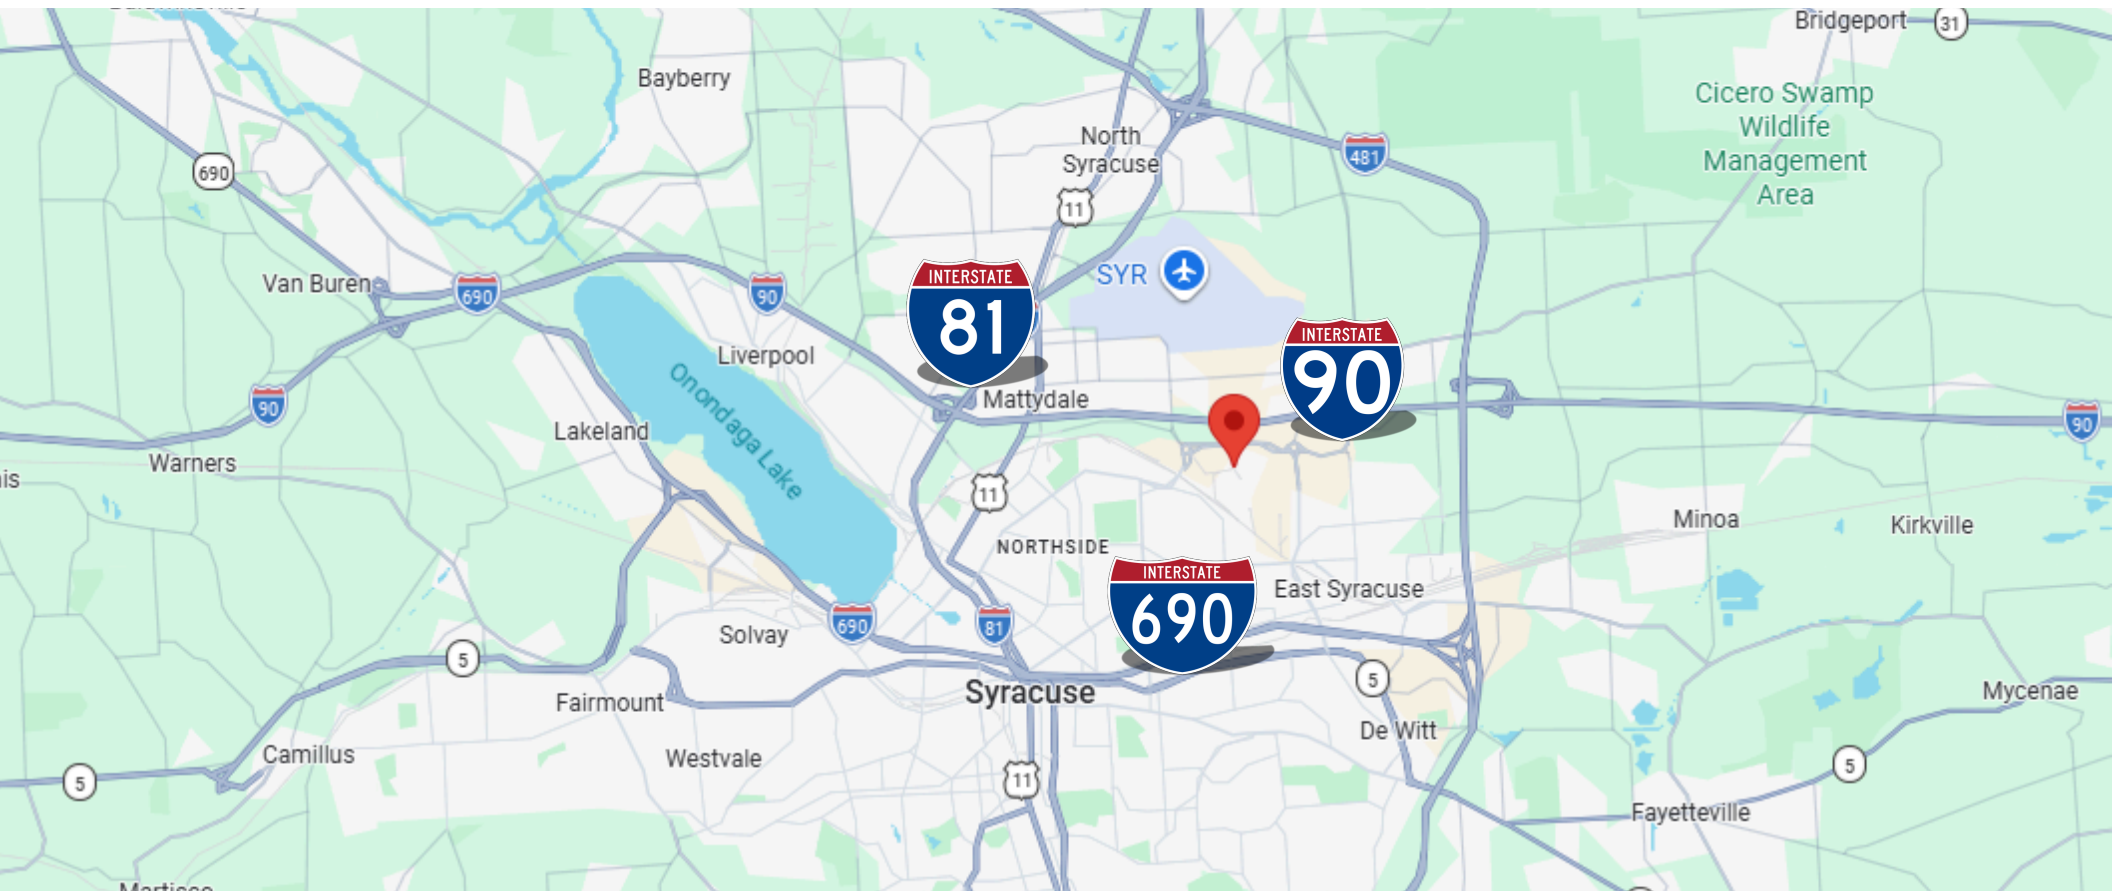 Bridgeport
31
Bayberry
Cicero Swamp
Wildlife
Management
Area
North
Syracuse
481
690
11
SYR
Van Buren
690
90
INTERSTATE
81
INTERSTATE
90
Liverpool
Onondaga Lake
Mattydale
90
90
Lakeland
Warners
11
Minoa
Kirkville
NORTHSIDE
INTERSTATE
690
East Syracuse
690
81
Solvay
5
5
Syracuse
Mycenae
Fairmount
De Witt
Camillus
Westvale
5
11
5
Fayetteville